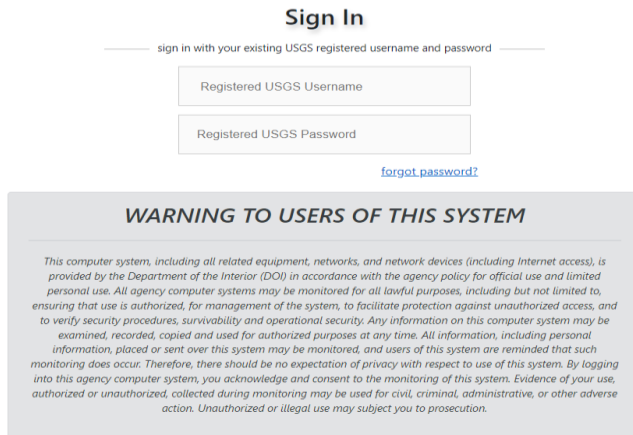 Sign In
sign in with your existing USGS registered username and password
Registered USGS Username
Registered USGS Password
forgot password?
WARNING TO USERS OF THIS SYSTEM
This computer system, including all related equipment, networks, and network devices (including Internet access), is
provided by the Department of the Interior (DOI) in accordance with the agency policy for official use and limited
personal use. All agency computer systems may be monitored for all lawful purposes, including but not limited to,
ensuring that use is authorized, for management of the system, to facilitate protection against unauthorized access, and
to verify security procedures, survivability and operational security. Any information on this computer system may be
examined, recorded, copied and used for authorized purposes at any time. All information, including personal
information, placed or sent over this system may be monitored, and users of this system are reminded that such
monitoring does occur. Therefore, there should be no expectation of privacy with respect to use of this system. By logging
into this agency computer system, you acknowledge and consent to the monitoring of this system. Evidence of your use,
authorized or unauthorized, collected during monitoring may be used for civil, criminal, administrative, or other adverse
action. Unauthorized or illegal use may subject you to prosecution.